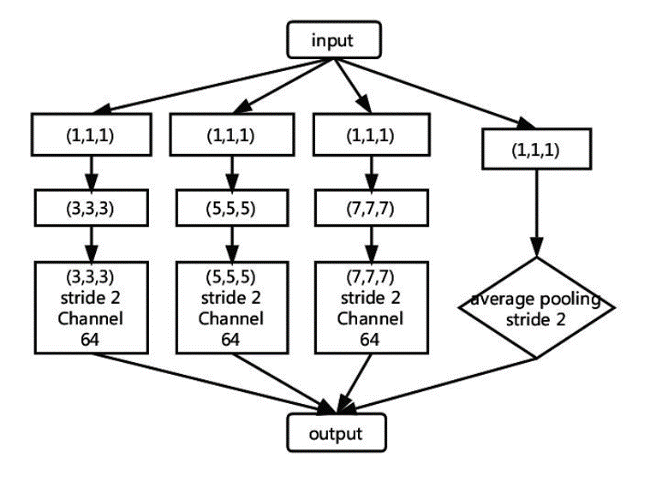 input
(1,1,1)
(1,1,1)
(1,1,1)
(1,1,1)
(3,3,3)
(5,5,5)
(7,7,7)
(3,3,3)
stride 2
Channel
64
(5,5,5)
stride 2
Channel
64
(7,7,7)
stride 2
Channel
64
average pooling
stride 2
output